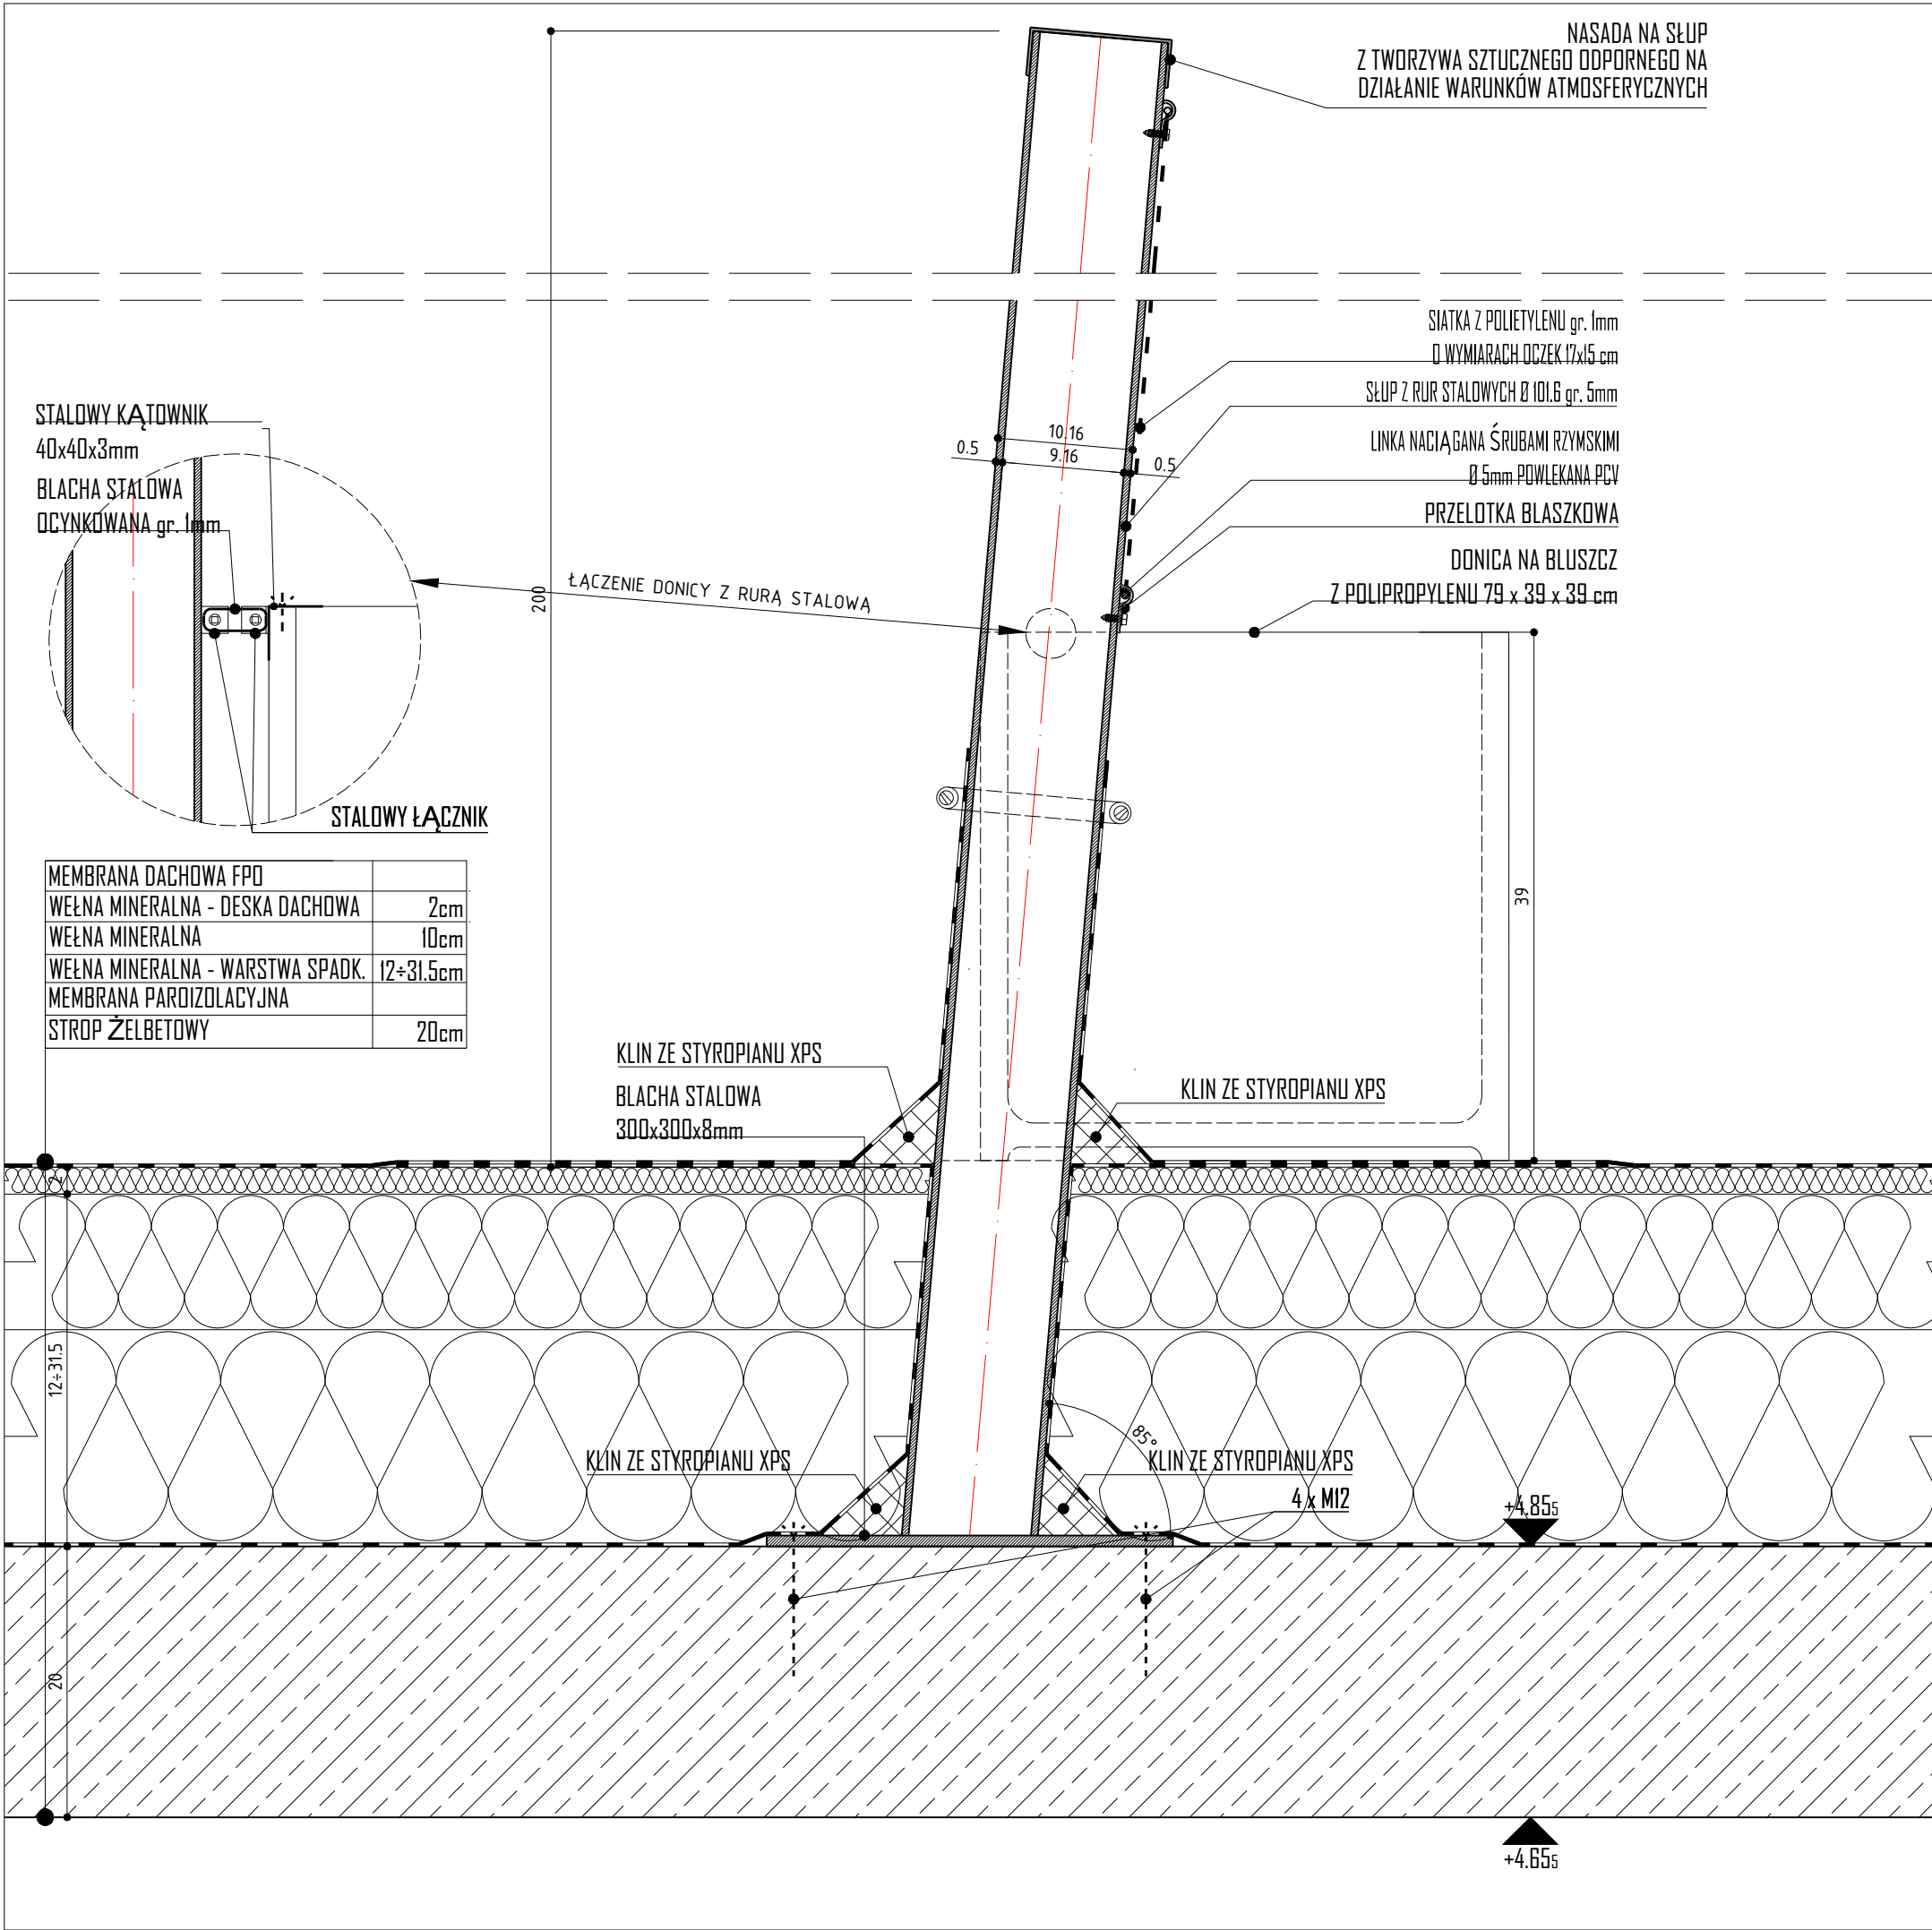 NASADA NA SŁUP
Z TWORZYWA SZTUCZNEGO ODPORNEGO NA
DZIAŁANIE WARUNKÓW ATMOSFERYCZNYCH
SIATKA Z POLIETYLENU gr. 1mm
O WYMIARACH OCZEK 17x15 cm
SŁUP Z RUR STALOWYCH Ø 101.6 gr. 5mm
LINKA NACIĄGANA ŚRUBAMI RZYMSKIMI
Ø 5mm POWLEKANA PCV
PRZELOTKA BLASZKOWA
DONICA NA BLUSZCZ
Z POLIPROPYLENU 79 x 39 x 39 cm
STALOWY KĄTOWNIK
40x40x3mm
BLACHA STALOWA
OCYNKOWANA gr. 1mm
STALOWY ŁĄCZNIK
ŁĄCZENIE DONICY Z RURĄ STALOWĄ
200
10.16
0.5
9.16
0.5
39
MEMBRANA DACHOWA FPO
WEŁNA MINERALNA - DESKA DACHOWA 2cm
WEŁNA MINERALNA 10cm
WEŁNA MINERALNA - WARSTWA SPADK. 12÷31.5cm
MEMBRANA PAROIZOLACYJNA
STROP ŻELBETOWY 20cm
KLIN ZE STYROPIANU XPS
BLACHA STALOWA
300x300x8mm
KLIN ZE STYROPIANU XPS
2
12÷31.5
20
85°
KLIN ZE STYROPIANU XPS
KLIN ZE STYROPIANU XPS
4 x M12
+4.855
+4.655